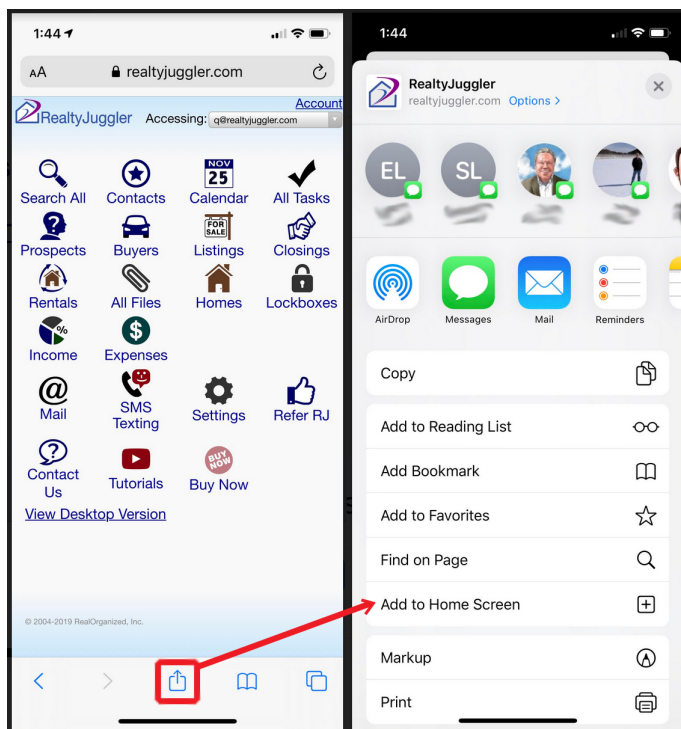 1:44
AA realtyjuggler.com
Account
RealtyJuggler Accessing: q@realtyjuggler.com
NOV
25
Search All Contacts Calendar All Tasks
FOR
SALE
Prospects Buyers Listings Closings
Rentals All Files Homes Lockboxes
%
$
Income Expenses
@
Mail SMS Texting Settings Refer RJ
?
BUY
NOW
Contact Us Tutorials Buy Now
View Desktop Version
© 2004-2019 RealOrganized, Inc.
1:44
RealtyJuggler
realtyjuggler.com Options >
EL SL
AirDrop Messages Mail Reminders
Copy
Add to Reading List
Add Bookmark
Add to Favorites
Find on Page
Add to Home Screen
Markup
Print